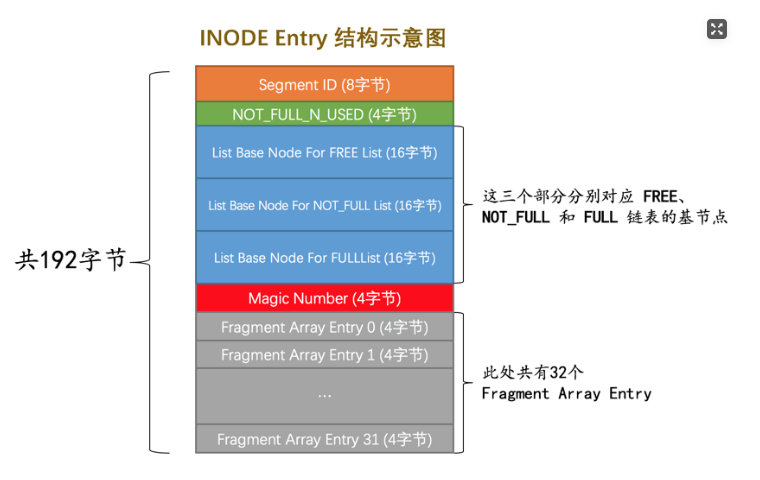 INODE Entry 结构示意图
Segment ID (8字节)
NOT_FULL_N_USED (4字节)
List Base Node For FREE List (16字节)
List Base Node For NOT_FULL List (16字节)
List Base Node For FULLList (16字节)
Magic Number (4字节)
Fragment Array Entry 0 (4字节)
Fragment Array Entry 1 (4字节)
...
Fragment Array Entry 31 (4字节)
共192字节
这三个部分分别对应 FREE、
NOT_FULL 和 FULL 链表的基节点
此处共有32个
Fragment Array Entry